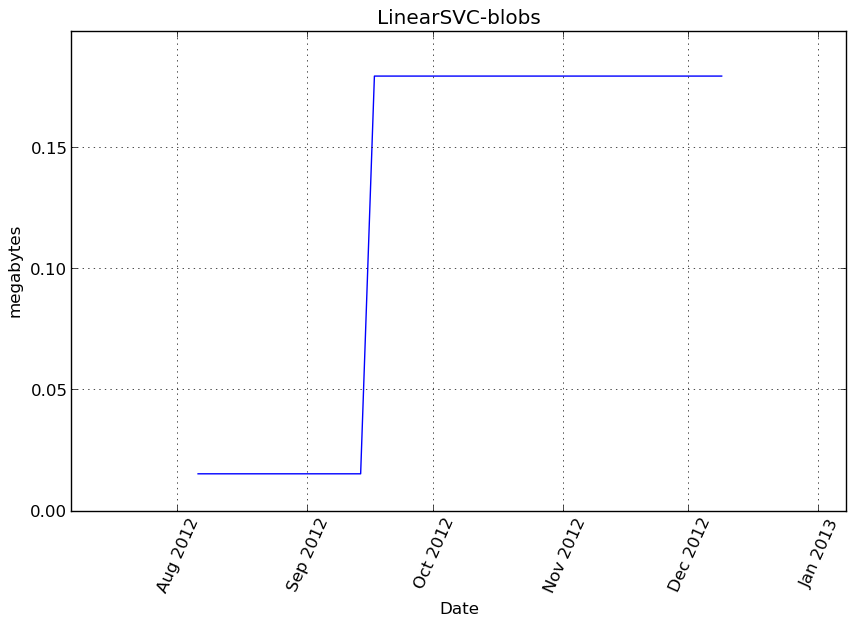 LinearSVC-blobs
megabytes
0.15
0.10
0.05
0.00
Aug 2012
Sep 2012
Oct 2012
Nov 2012
Dec 2012
Jan 2013
Date